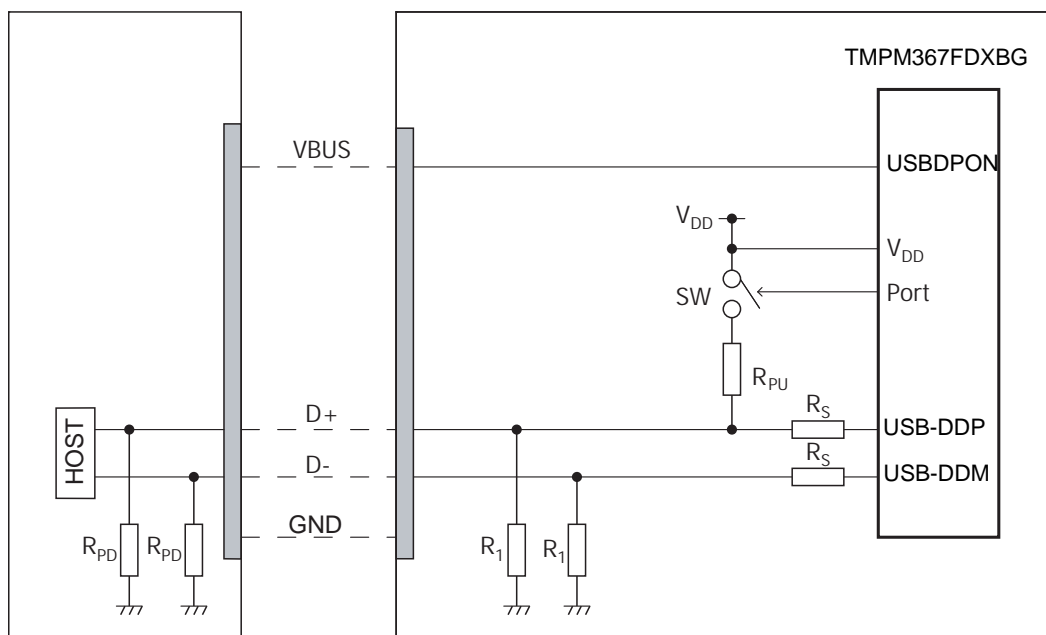 TMPM367FDXBG
VBUS
USBDPON
VDD
VDD
SW
Port
RPU
D+
RS
USB-DDP
HOST
D-
RS
USB-DDM
GND
RPD
RPD
R1
R1